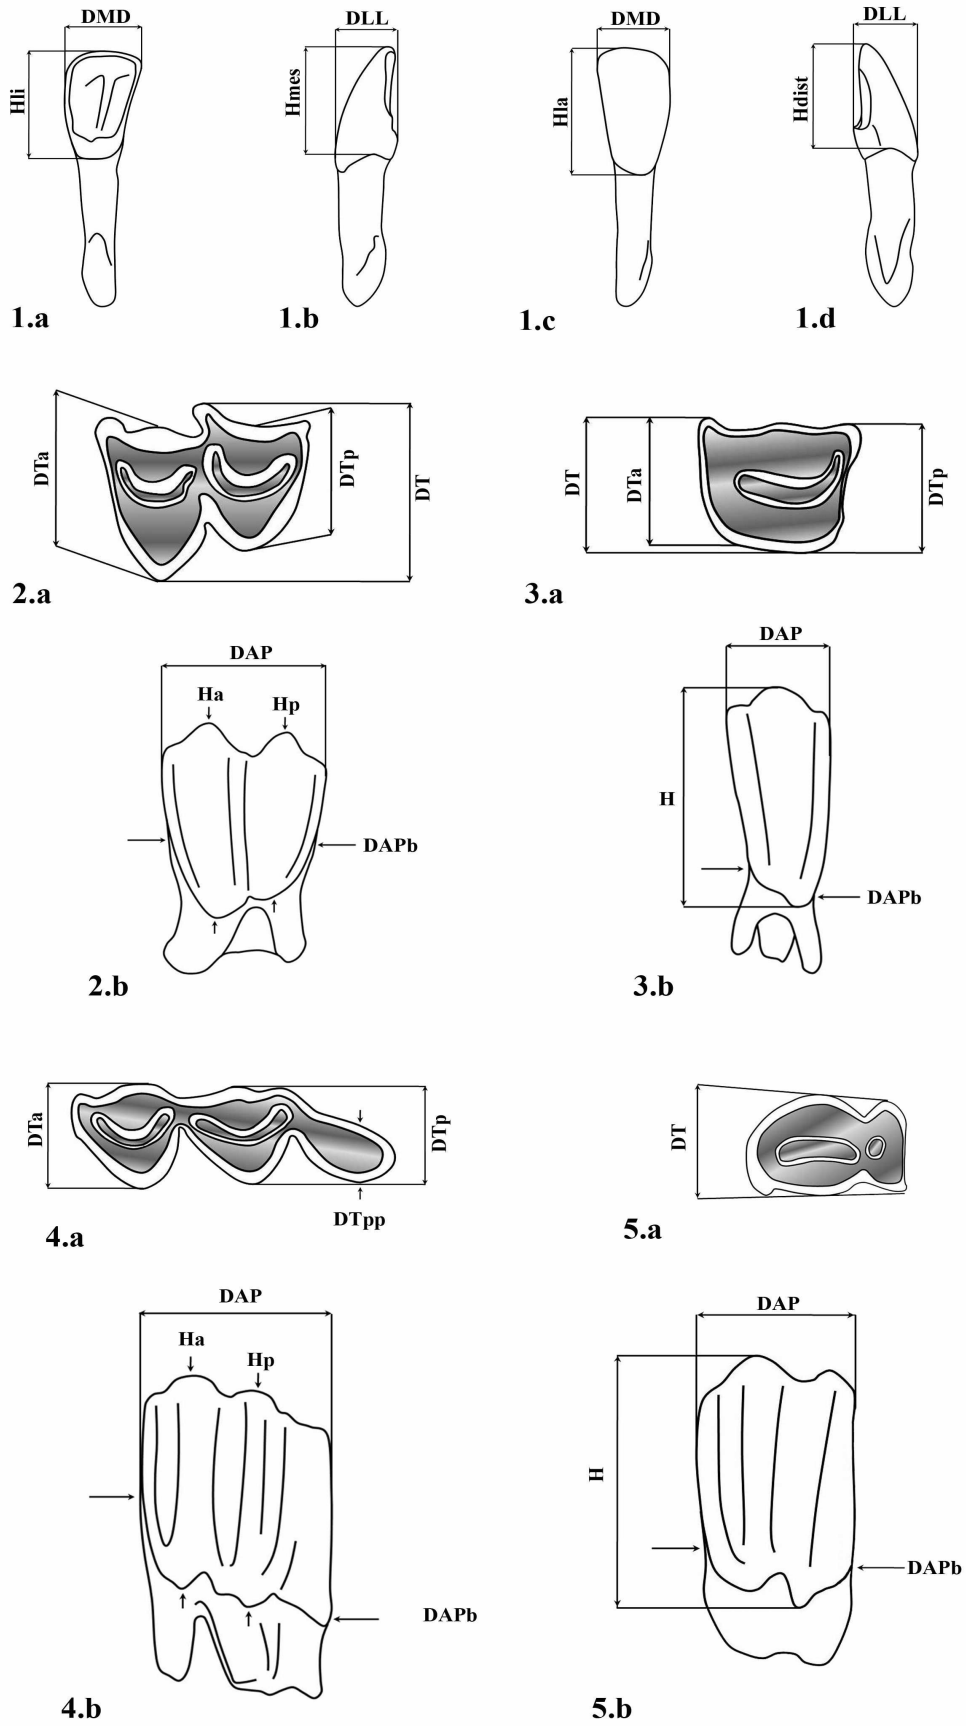 DMD
DLL
DMD
DLL
Hli
Hmes
Hla
Hdist
1.a
1.b
1.c
1.d
DTa
DTp
DT
DT
DTa
DTp
2.a
3.a
DAP
Ha
Hp
DAPb
DAP
H
DAPb
2.b
3.b
DTa
DTp
DTpp
DT
4.a
5.a
DAP
Ha
Hp
DAPb
DAP
H
DAPb
4.b
5.b